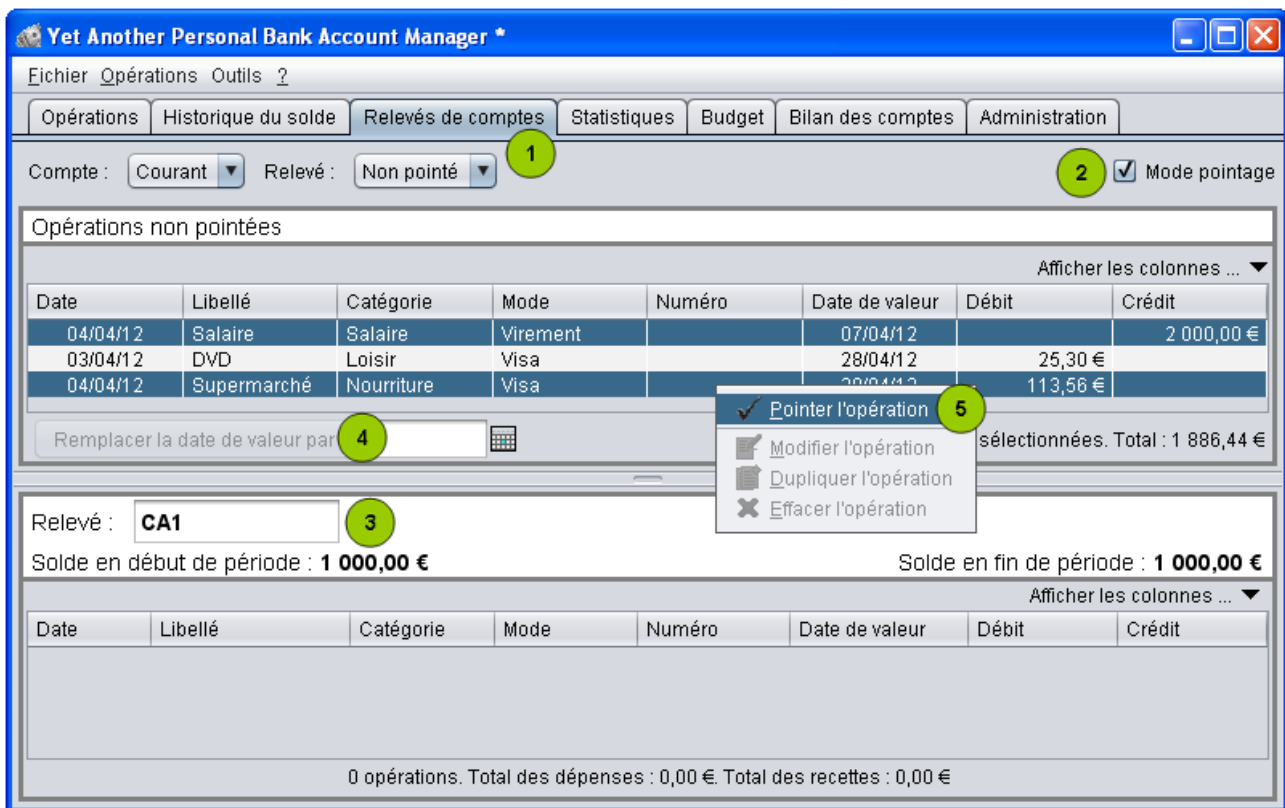 Yet Another Personal Bank Account Manager *
Fichier Opérations Outils ?
Opérations Historique du solde Relevés de comptes Statistiques Budget Bilan des comptes Administration
1
Compte : Courant Relevé : Non pointé
2 Mode pointage
Opérations non pointées
Afficher les colonnes ...
Date Libellé Catégorie Mode Numéro Date de valeur Débit Crédit
04/04/12 Salaire Salaire Virement 07/04/12 2 000,00 €
03/04/12 DVD Loisir Visa 28/04/12 25,30 €
04/04/12 Supermarché Nourriture Visa 113,56 €
Pointer l'opération 5
Modifier l'opération
Dupliquer l'opération
Effacer l'opération
Remplacer la date de valeur par 4
sélectionnées. Total : 1 886,44 €
Relevé : CA1 3
Solde en début de période : 1 000,00 € Solde en fin de période : 1 000,00 €
Afficher les colonnes ...
Date Libellé Catégorie Mode Numéro Date de valeur Débit Crédit
0 opérations. Total des dépenses : 0,00 €. Total des recettes : 0,00 €